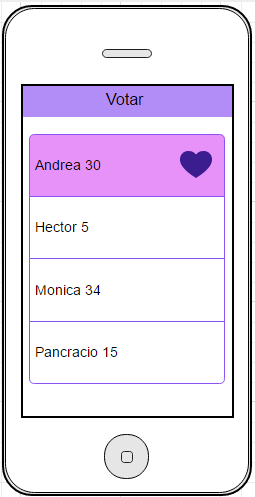 Votar
Andrea 30
Hector 5
Monica 34
Pancracio 15